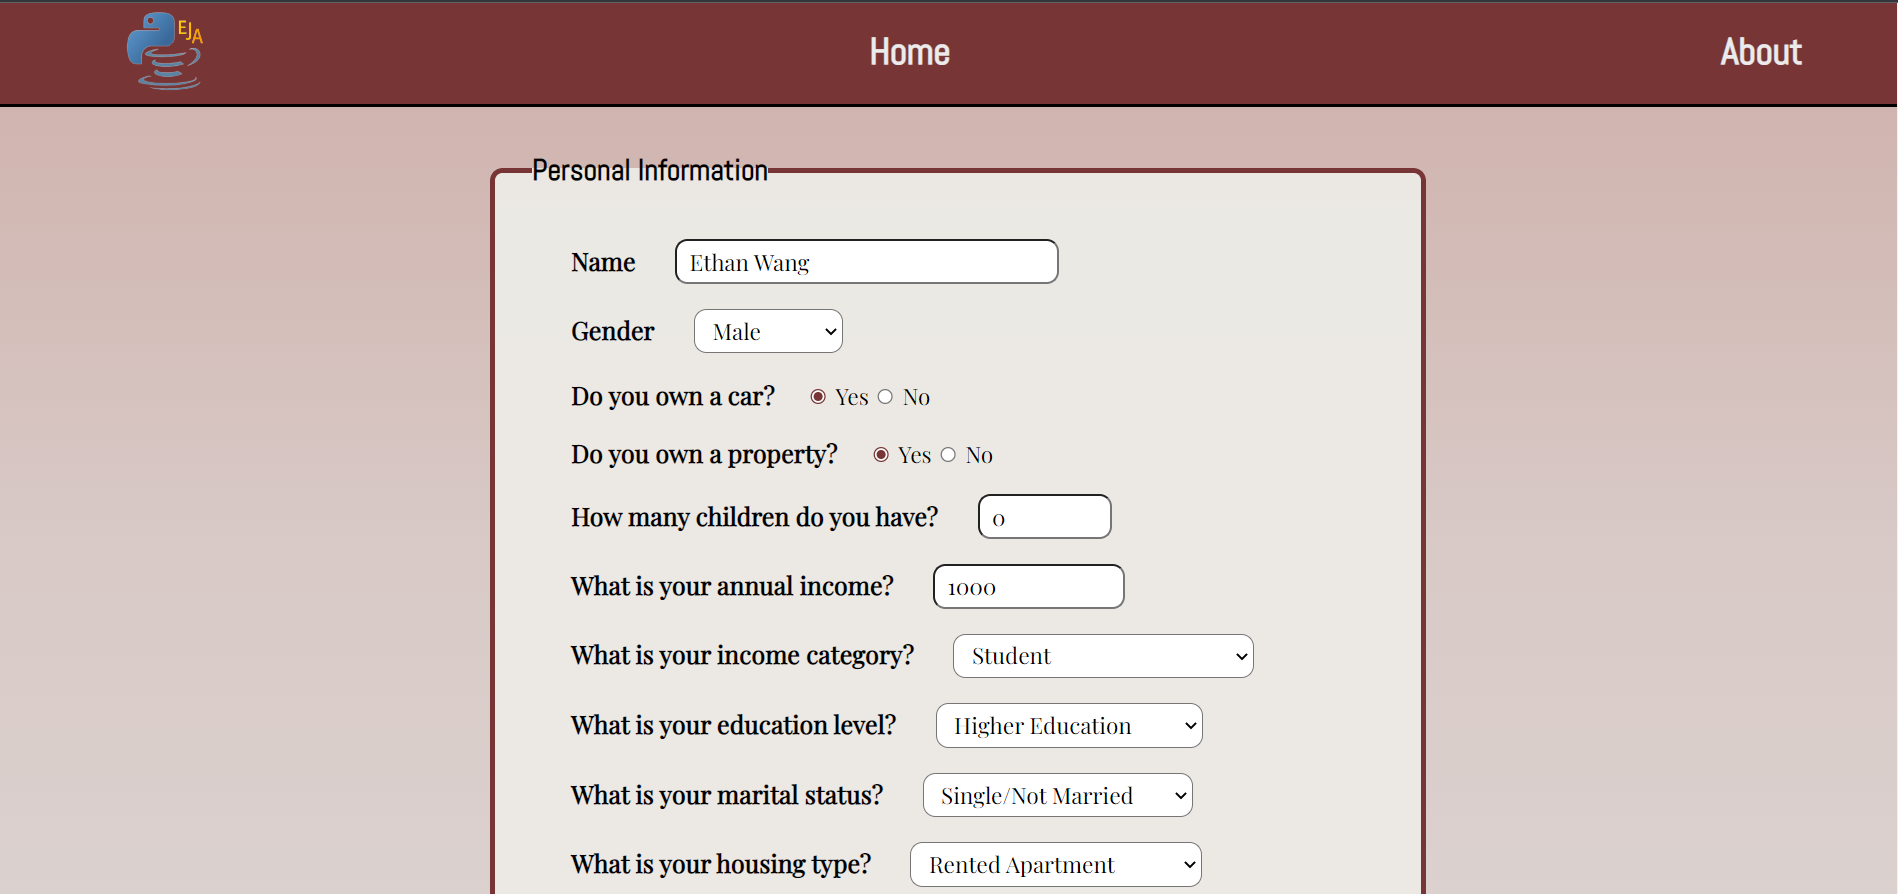 EJA
Home
About
Personal Information
Name Ethan Wang
Gender Male
Do you own a car? Yes No
Do you own a property? Yes No
How many children do you have? 0
What is your annual income? 1000
What is your income category? Student
What is your education level? Higher Education
What is your marital status? Single/Not Married
What is your housing type? Rented Apartment